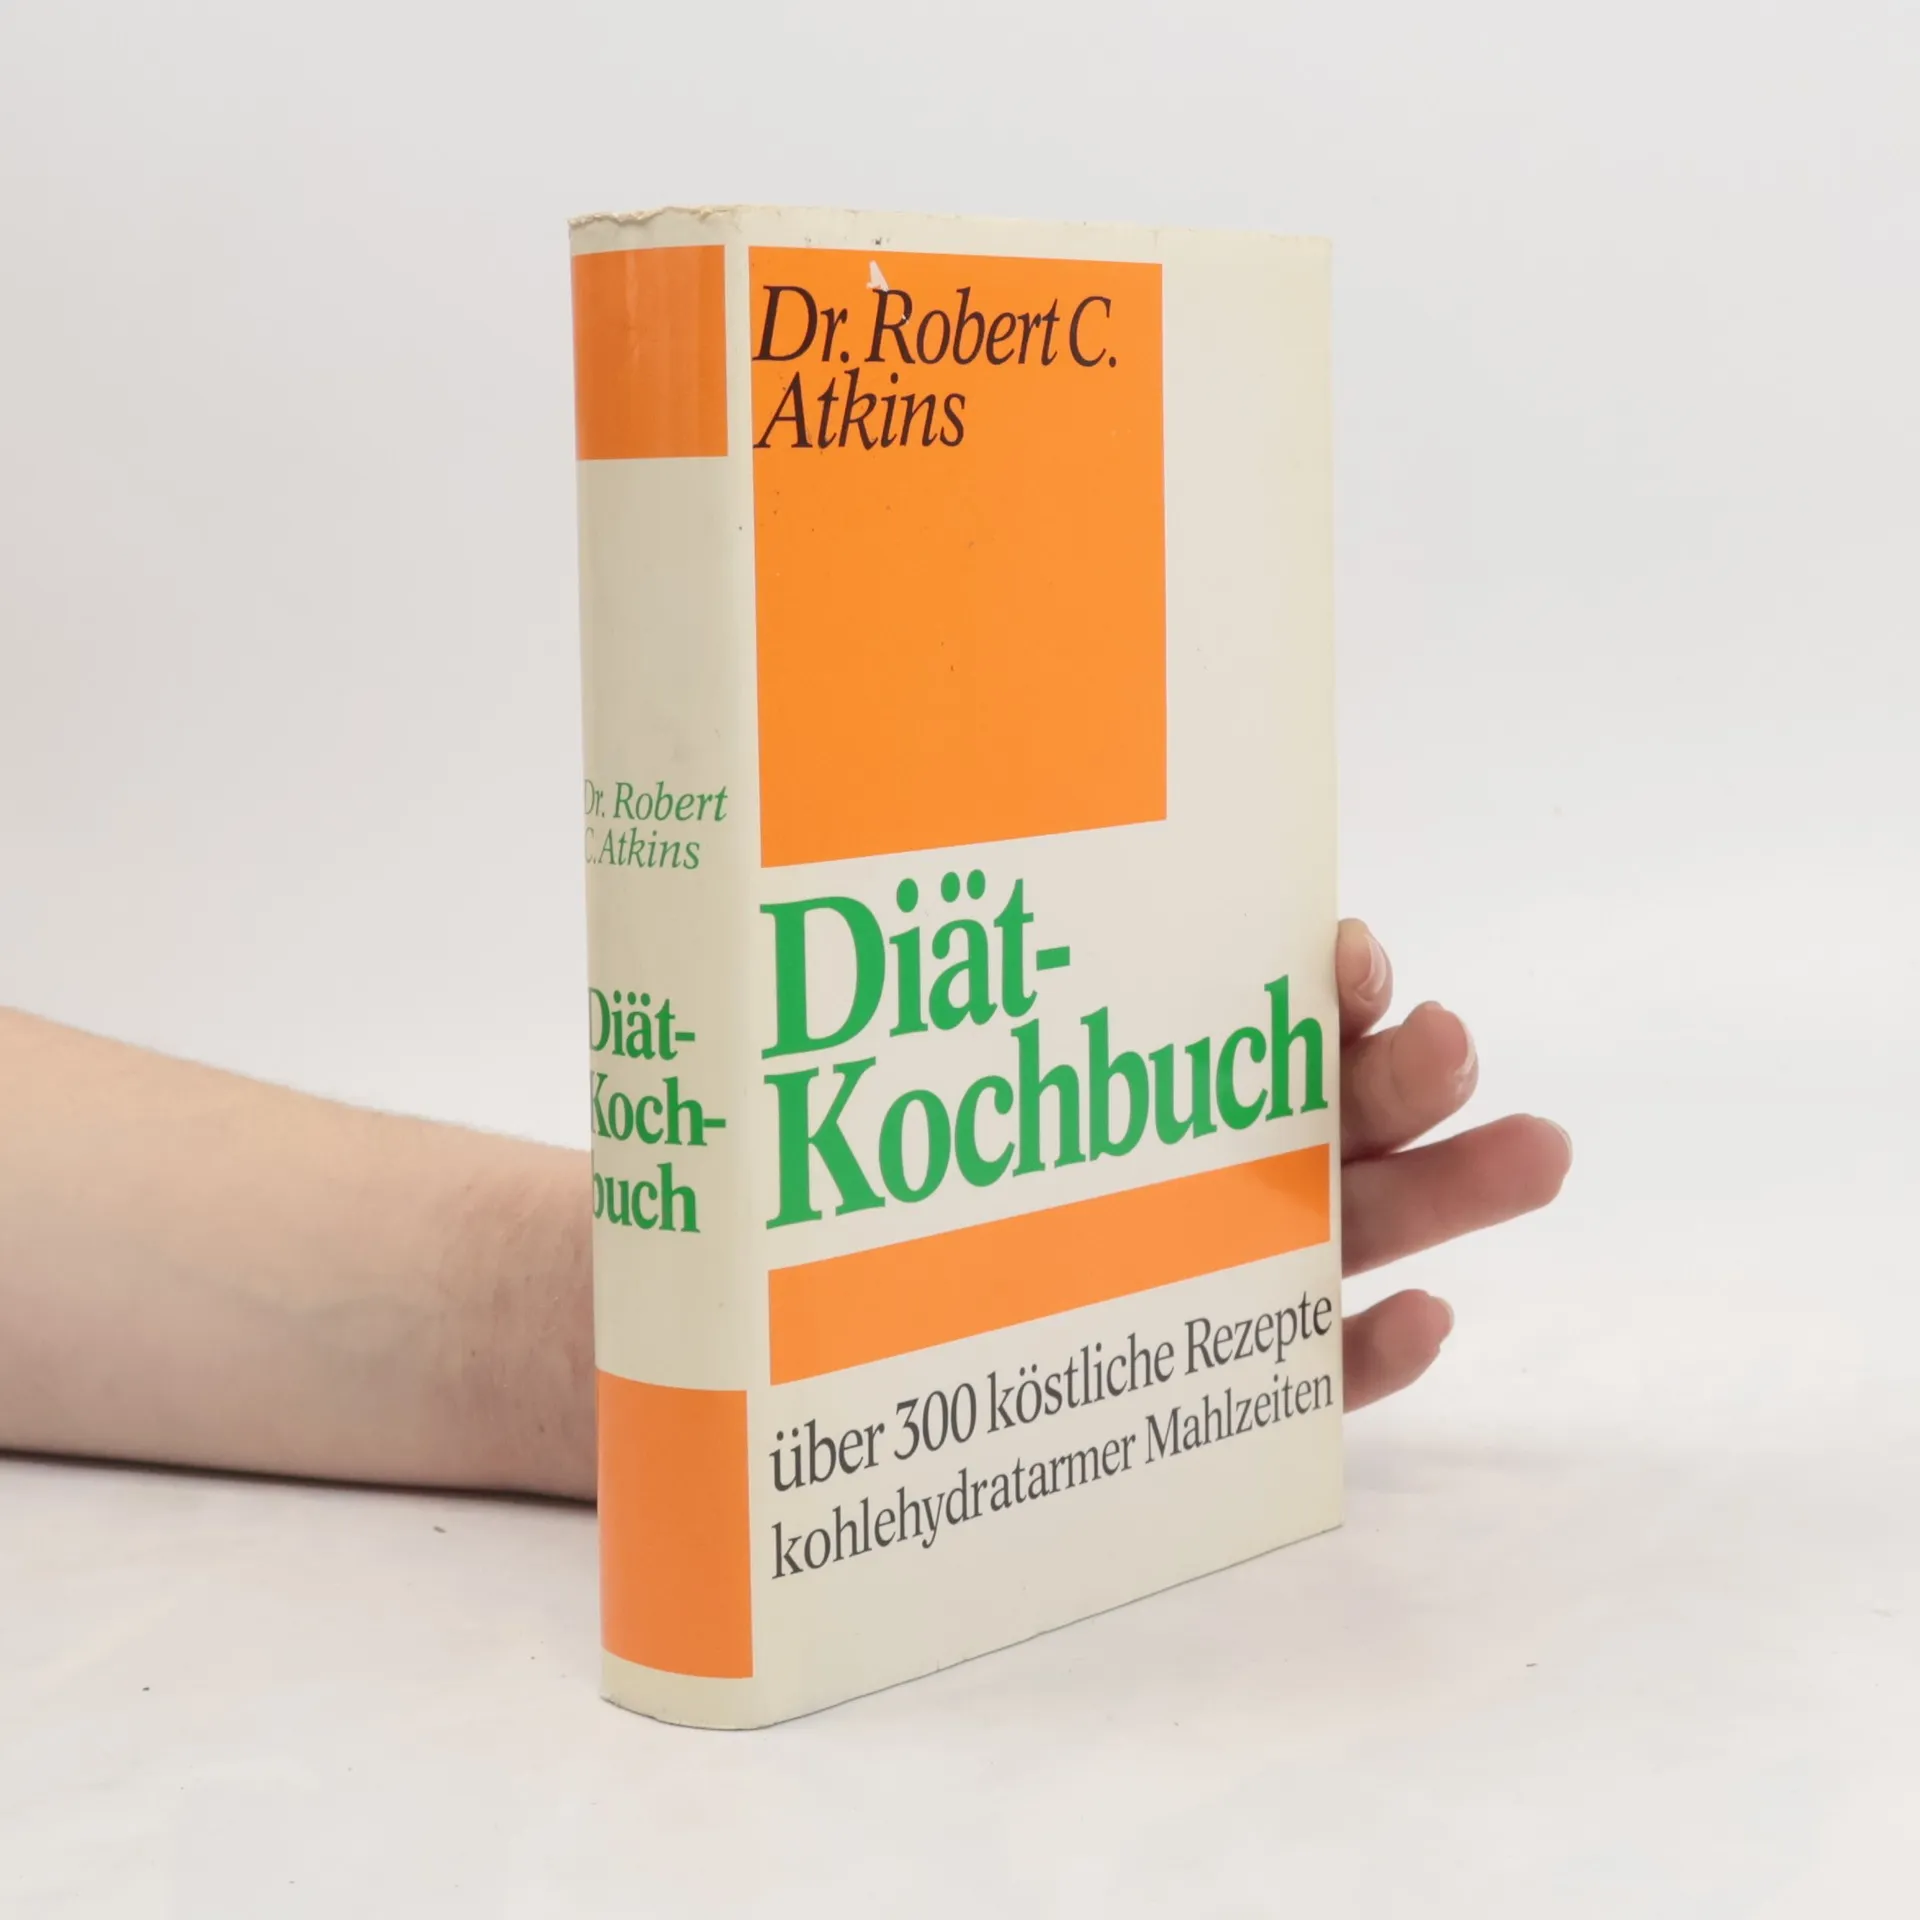 Dr. Robert C.
Atkins
Diät-
Kochbuch
über 300 köstliche Rezepte
kohlehydratarmer Mahlzeiten
Dr. Robert
C. Atkins
Diät-
Koch-
buch